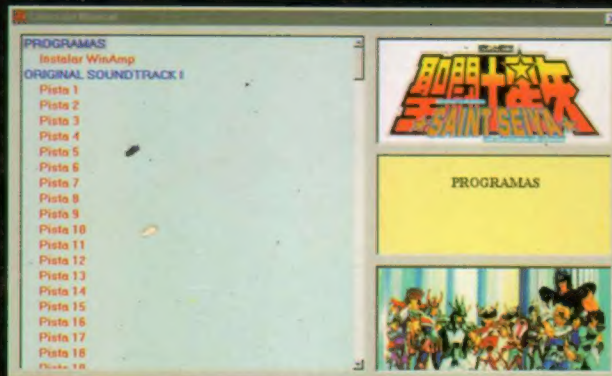 PROGRAMAS
Instalar WinAmp
ORIGINAL SOUNDTRACK I
Pista 1
Pista 2
Pista 3
Pista 4
Pista 5
Pista 6
Pista 7
Pista 8
Pista 9
Pista 10
Pista 11
Pista 12
Pista 13
Pista 14
Pista 15
Pista 16
Pista 17
Pista 18
Pista 19
聖闘士星矢
SAINT SEIYA
PROGRAMAS